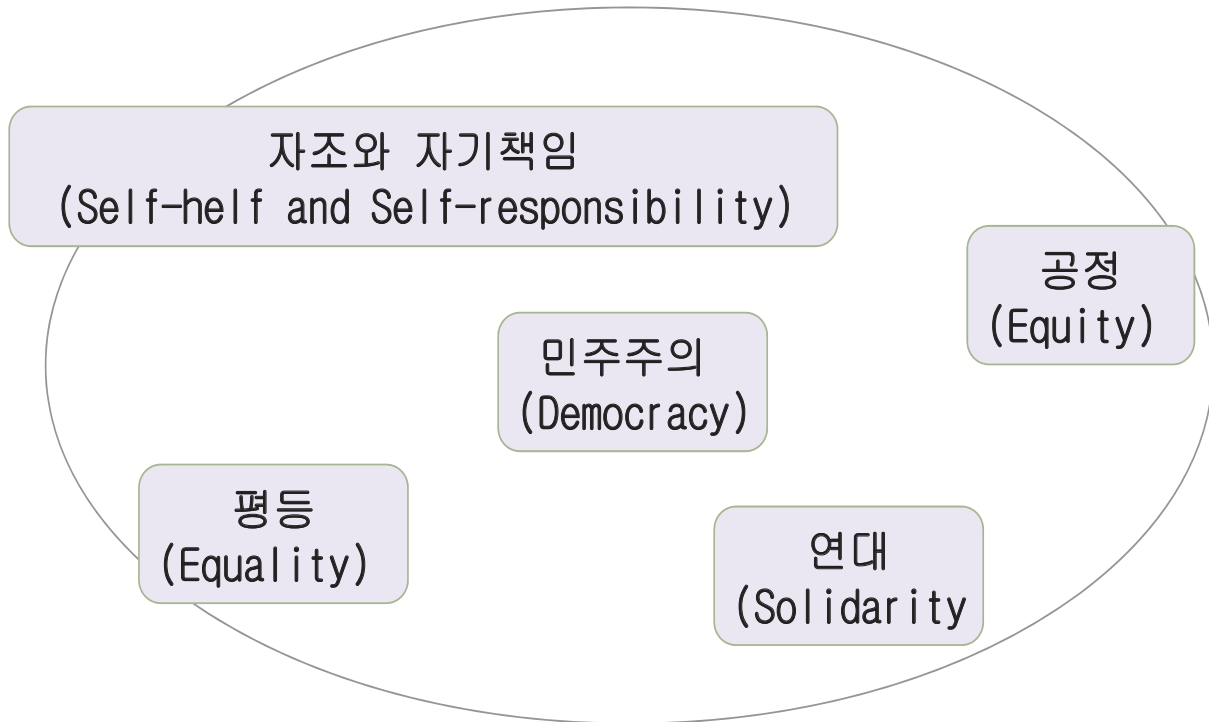 자조와 자기책임
(Self-helf and Self-responsibility)
공정
(Equity)
민주주의
(Democracy)
평등
(Equality)
연대
(Solidarity